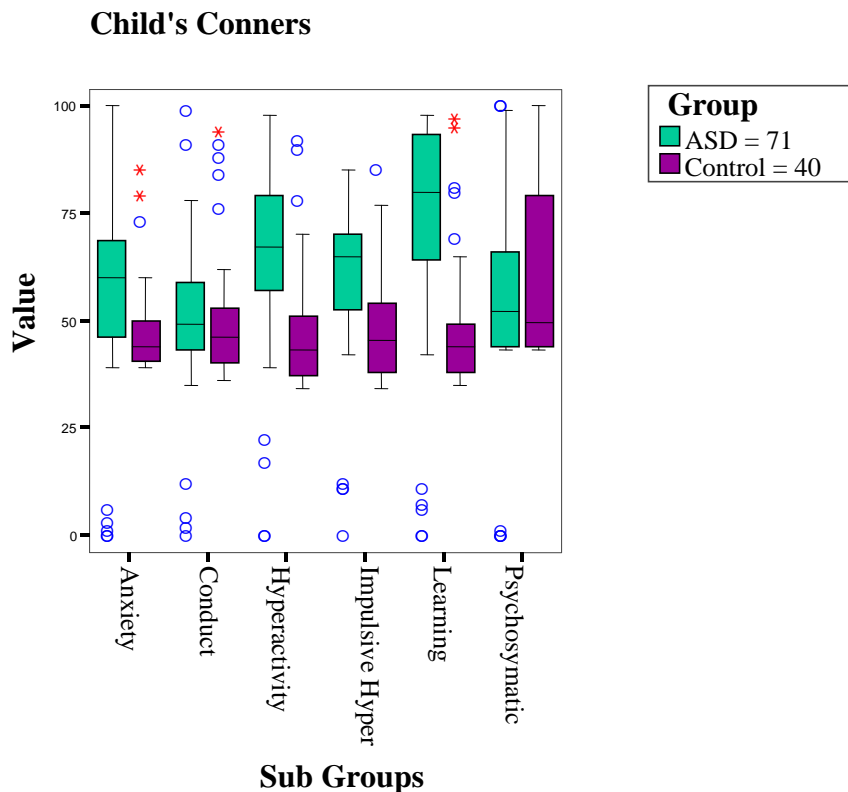 Child's Conners
Group
ASD = 71
Control = 40
100
75
50
25
0
Value
Anxiety
Conduct
Hyperactivity
Impulsive Hyper
Learning
Psychosymatic
Sub Groups